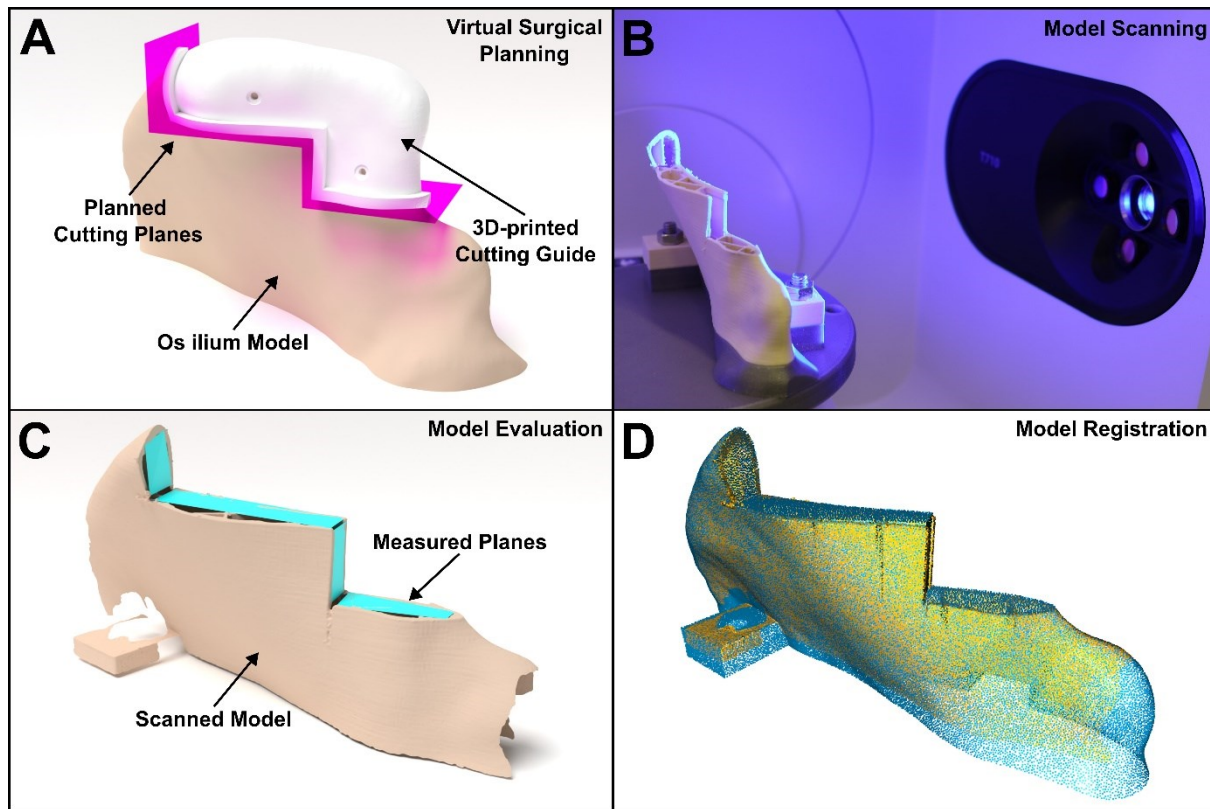 A
Virtual Surgical
Planning
Planned
Cutting Planes
3D-printed
Cutting Guide
Os ilium Model
B
Model Scanning
C
Model Evaluation
Measured Planes
Scanned Model
D
Model Registration